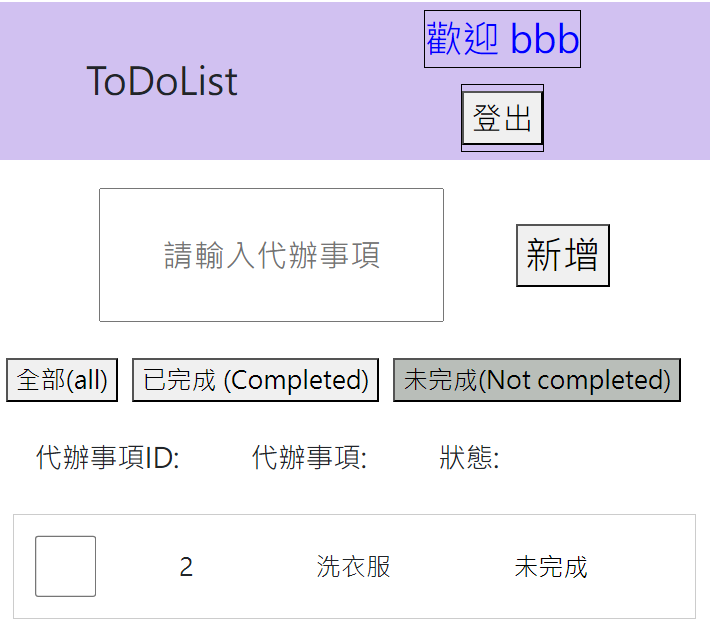 歡迎 bbb
ToDoList
登出
請輸入代辦事項
新增
全部(all) 已完成 (Completed) 未完成(Not completed)
代辦事項ID: 代辦事項: 狀態:
2 洗衣服 未完成